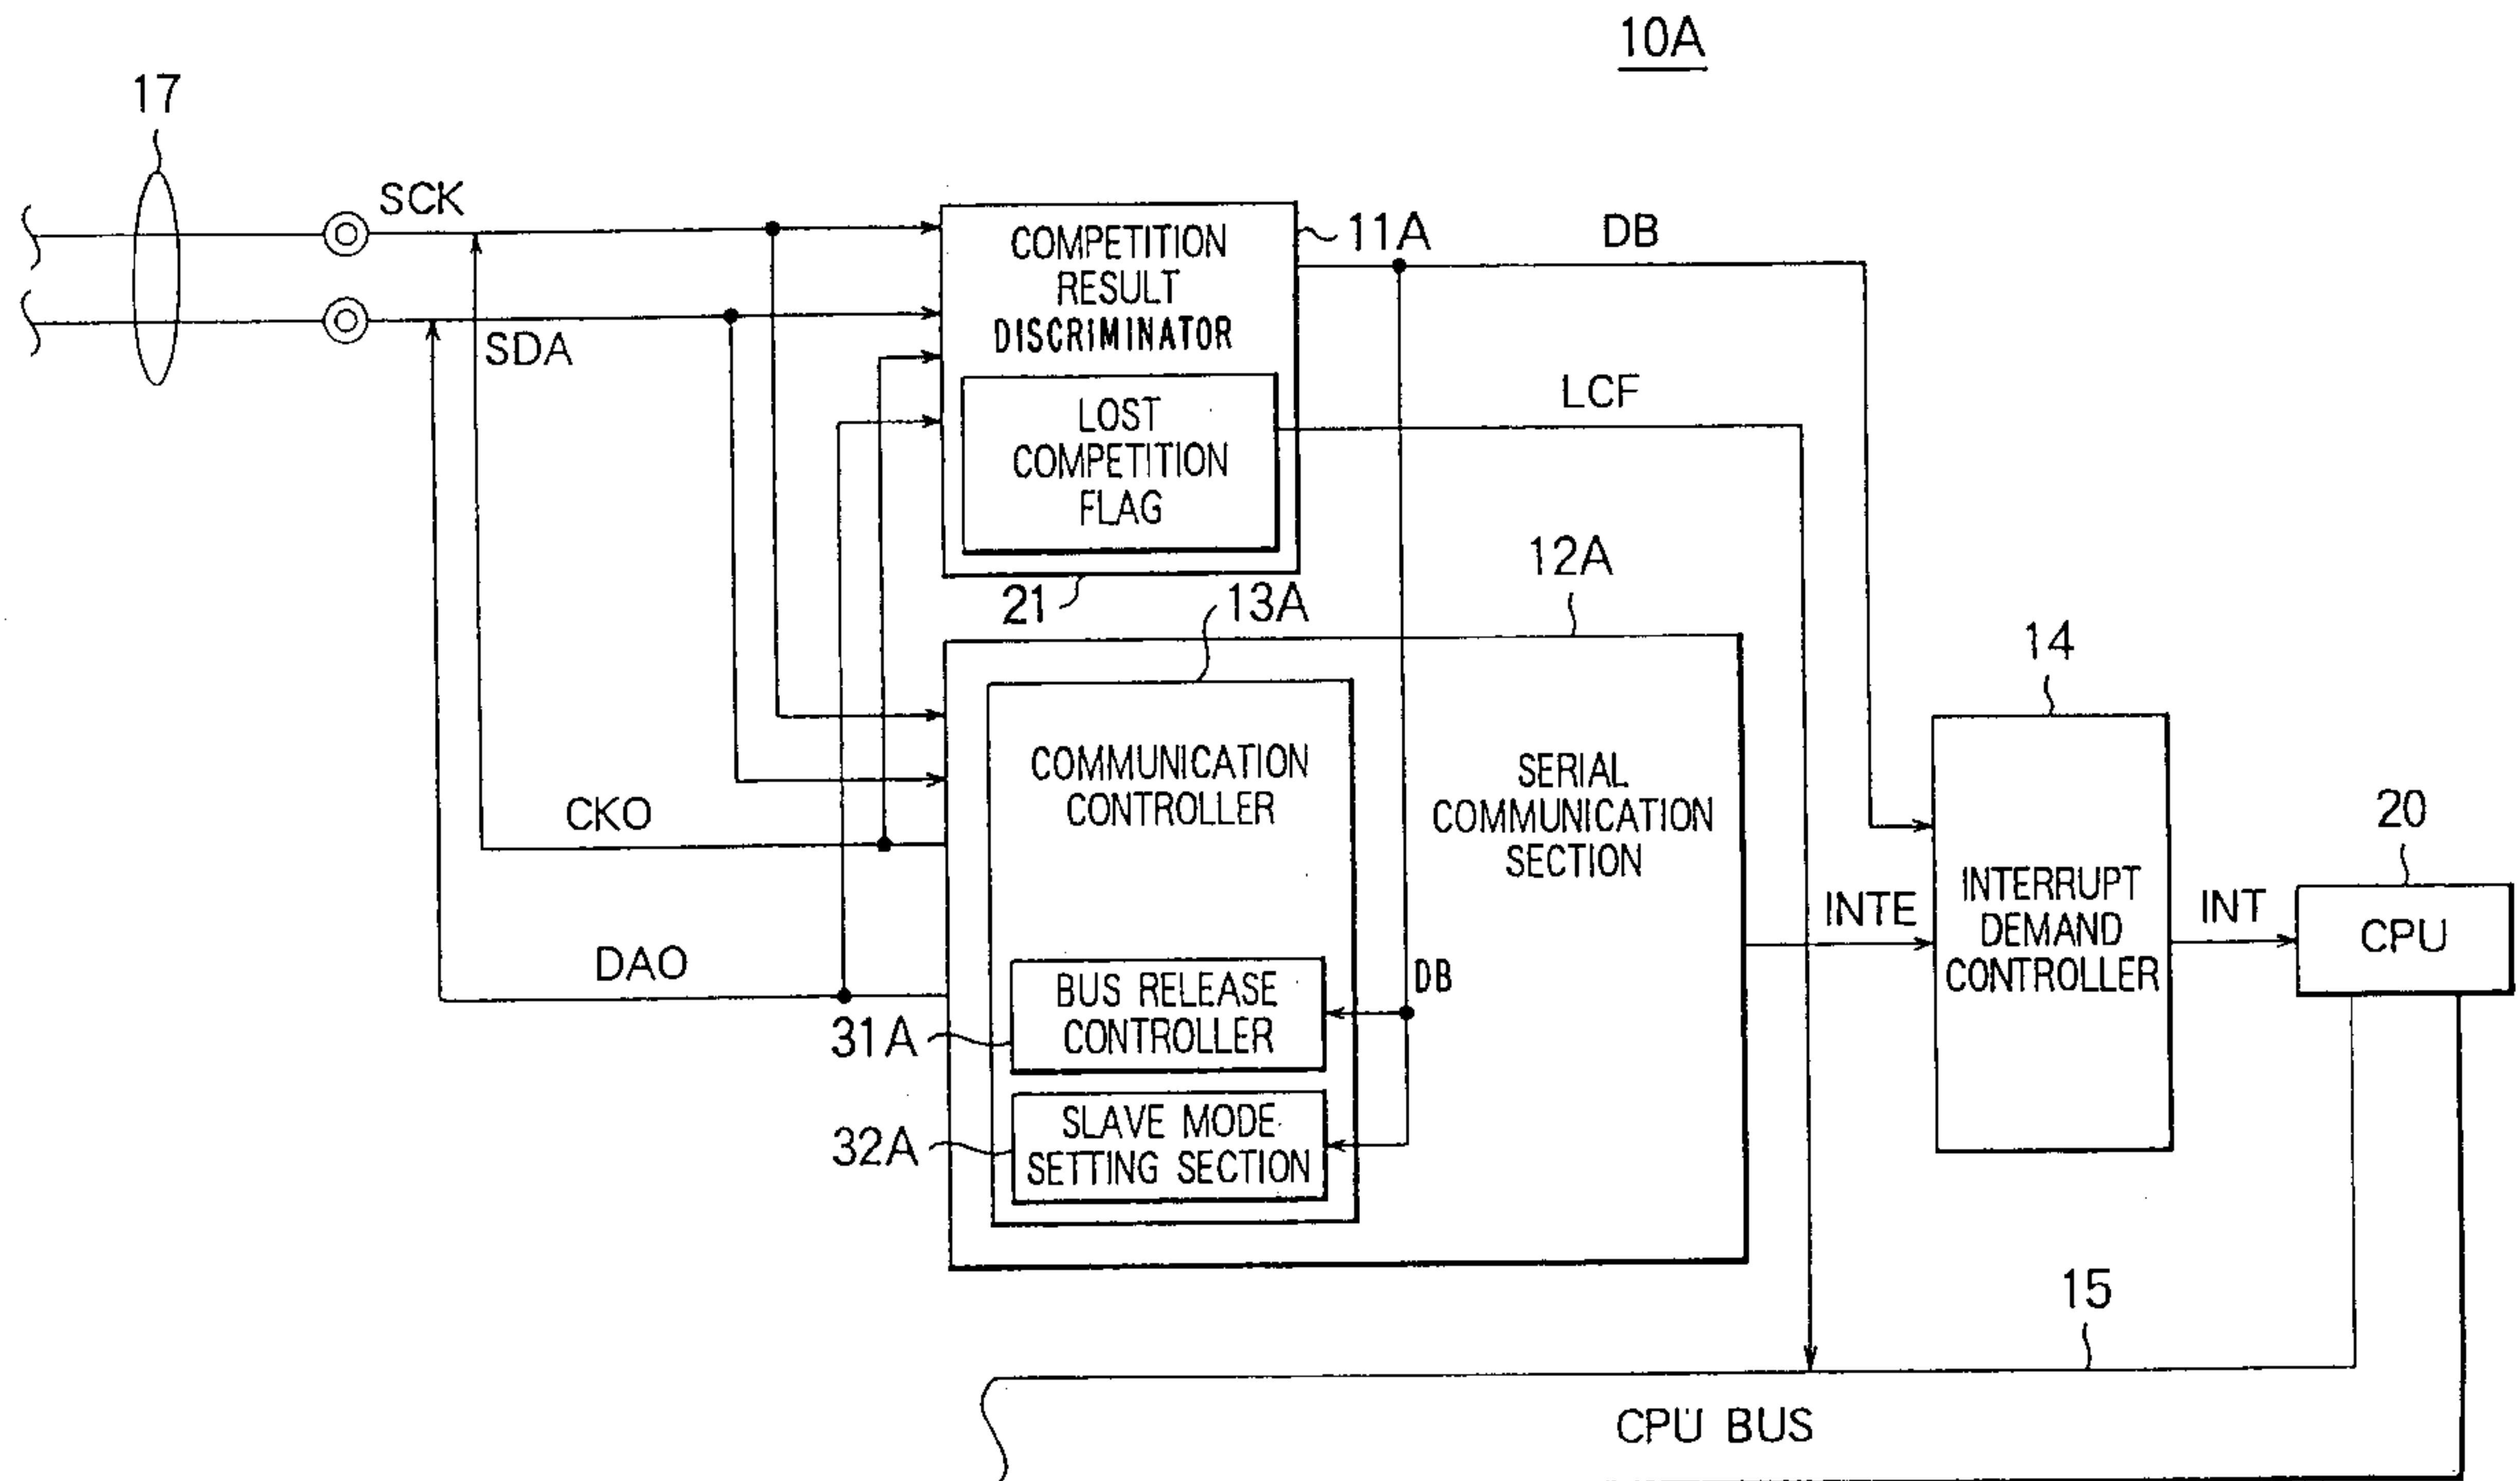 10A
17
SCK
SDA
COMPETITION
RESULT
DISCRIMINATOR
11A
DB
LOST
COMPETITION
FLAG
LCF
21
13A
12A
14
COMMUNICATION
CONTROLLER
SERIAL
COMMUNICATION
SECTION
CKO
DAO
BUS RELEASE
CONTROLLER
DB
31A
SLAVE MODE
SETTING SECTION
32A
INTE
INTERRUPT
DEMAND
CONTROLLER
INT
20
CPU
15
CPU BUS